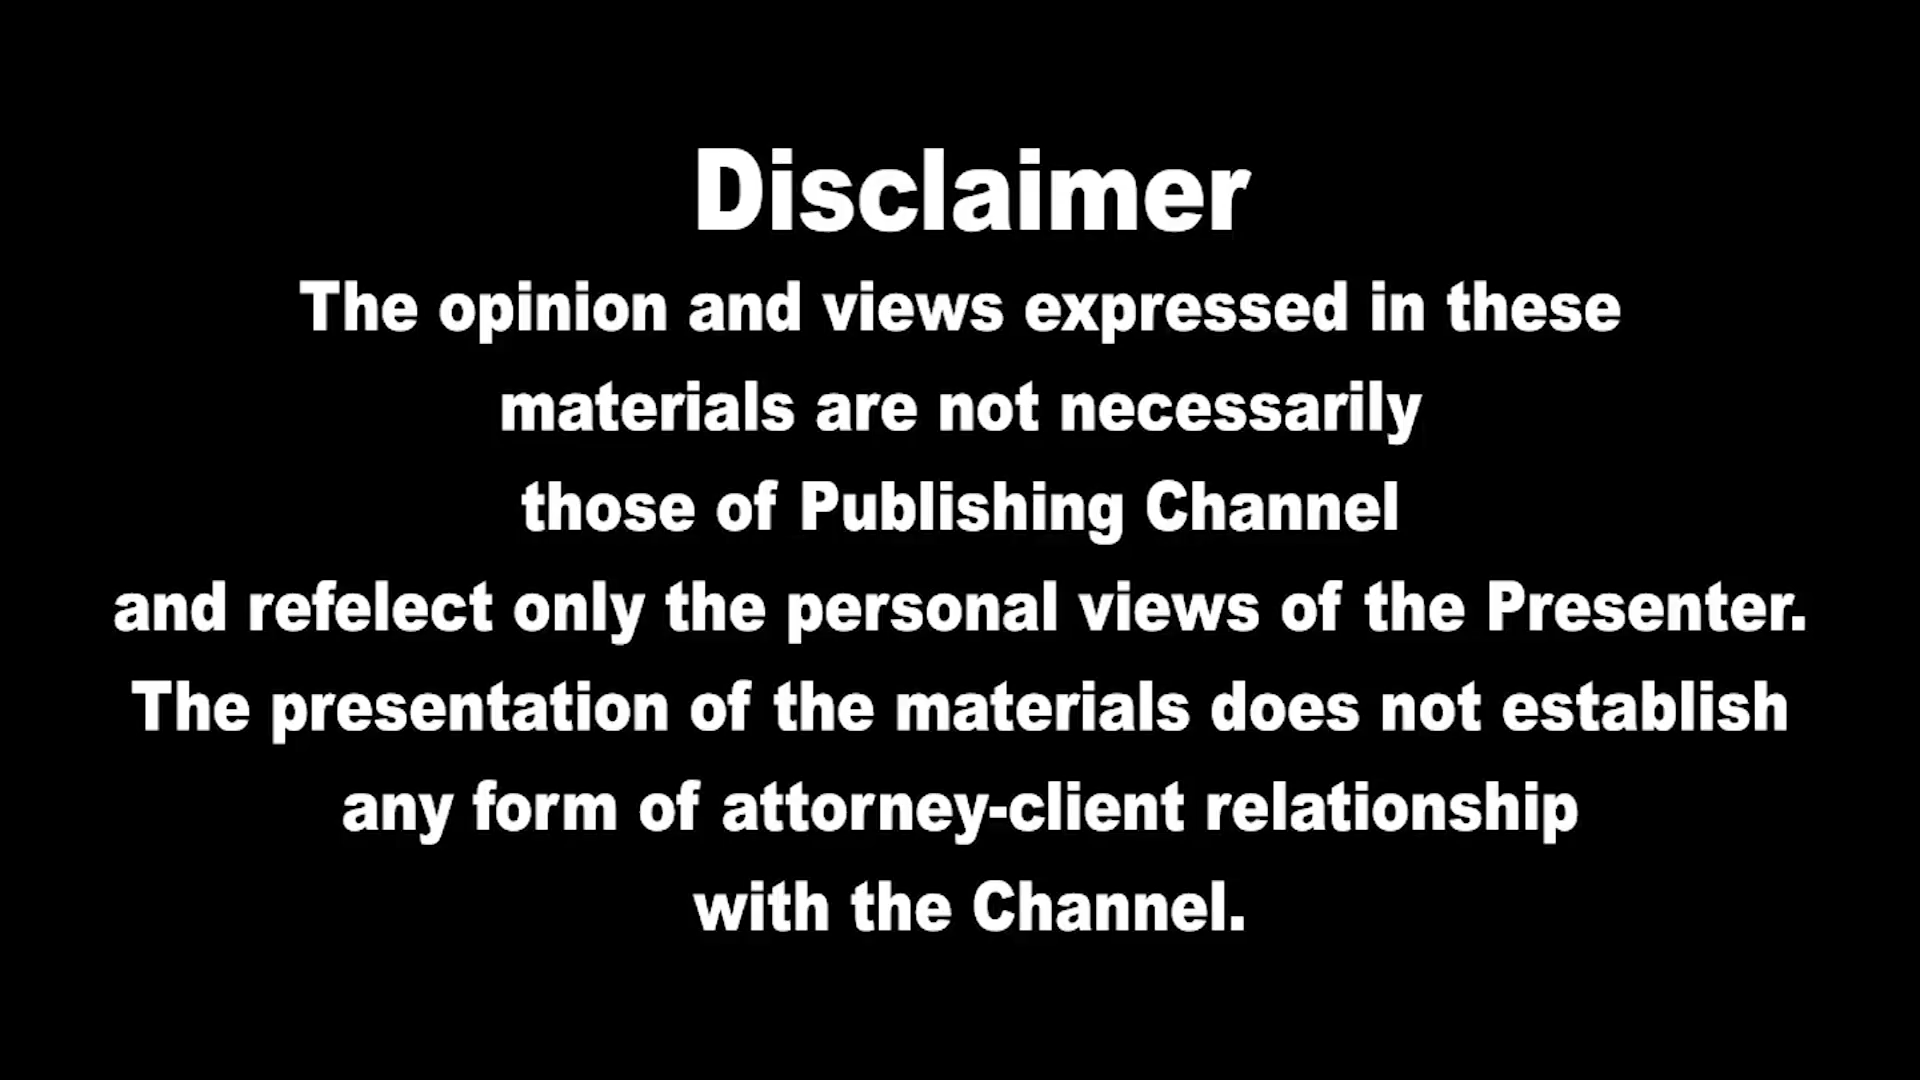 Disclaimer
The opinion and views expressed in these
materials are not necessarily
those of Publishing Channel
and refelect only the personal views of the Presenter.
The presentation of the materials does not establish
any form of attorney-client relationship
with the Channel.